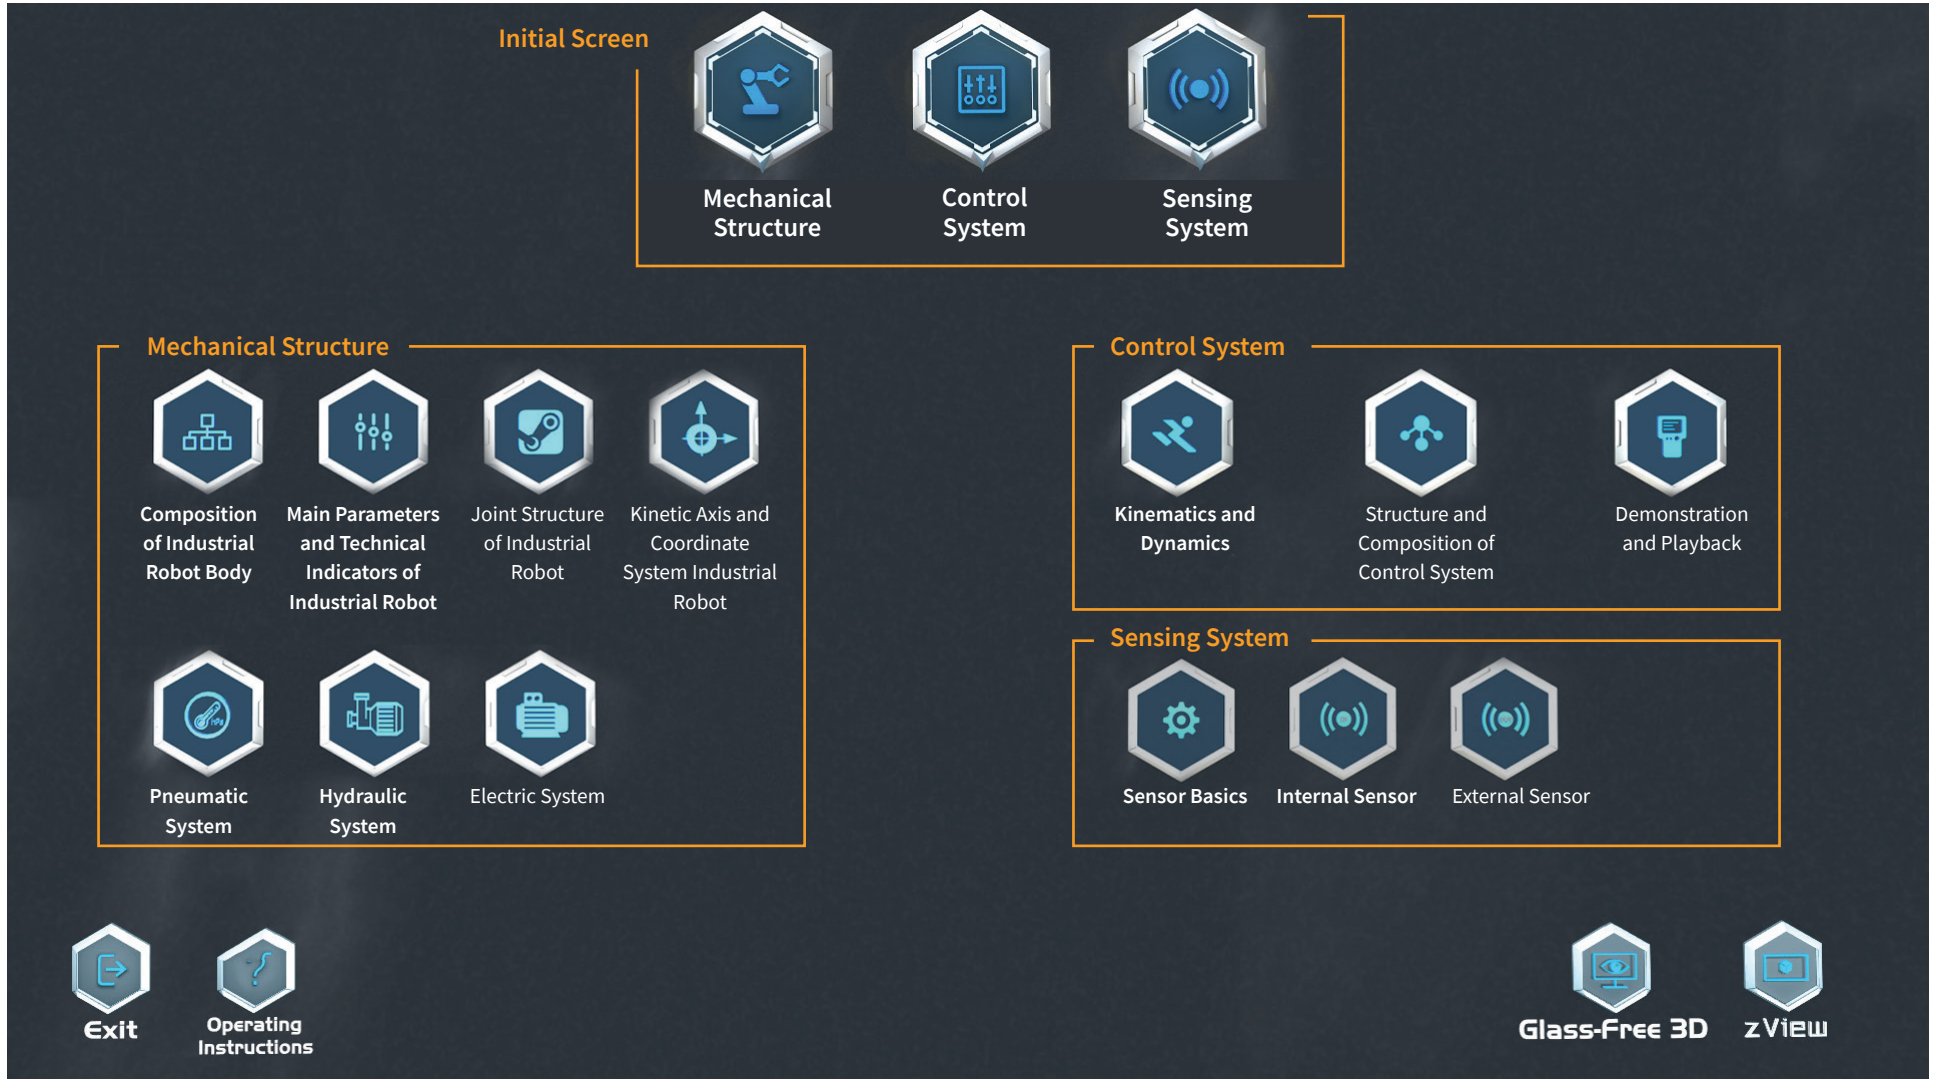 Initial Screen
Mechanical
Structure
Control
System
Sensing
System
Mechanical Structure
Composition
of Industrial
Robot Body
Main Parameters
and Technical
Indicators of
Industrial Robot
Joint Structure
of Industrial
Robot
Kinetic Axis and
Coordinate
System Industrial
Robot
hPa
Pneumatic
System
Hydraulic
System
Electric System
Control System
Kinematics and
Dynamics
Structure and
Composition of
Control System
Demonstration
and Playback
Sensing System
Sensor Basics
Internal Sensor
External Sensor
Exit
Operating
Instructions
Glass-Free 3D
zView